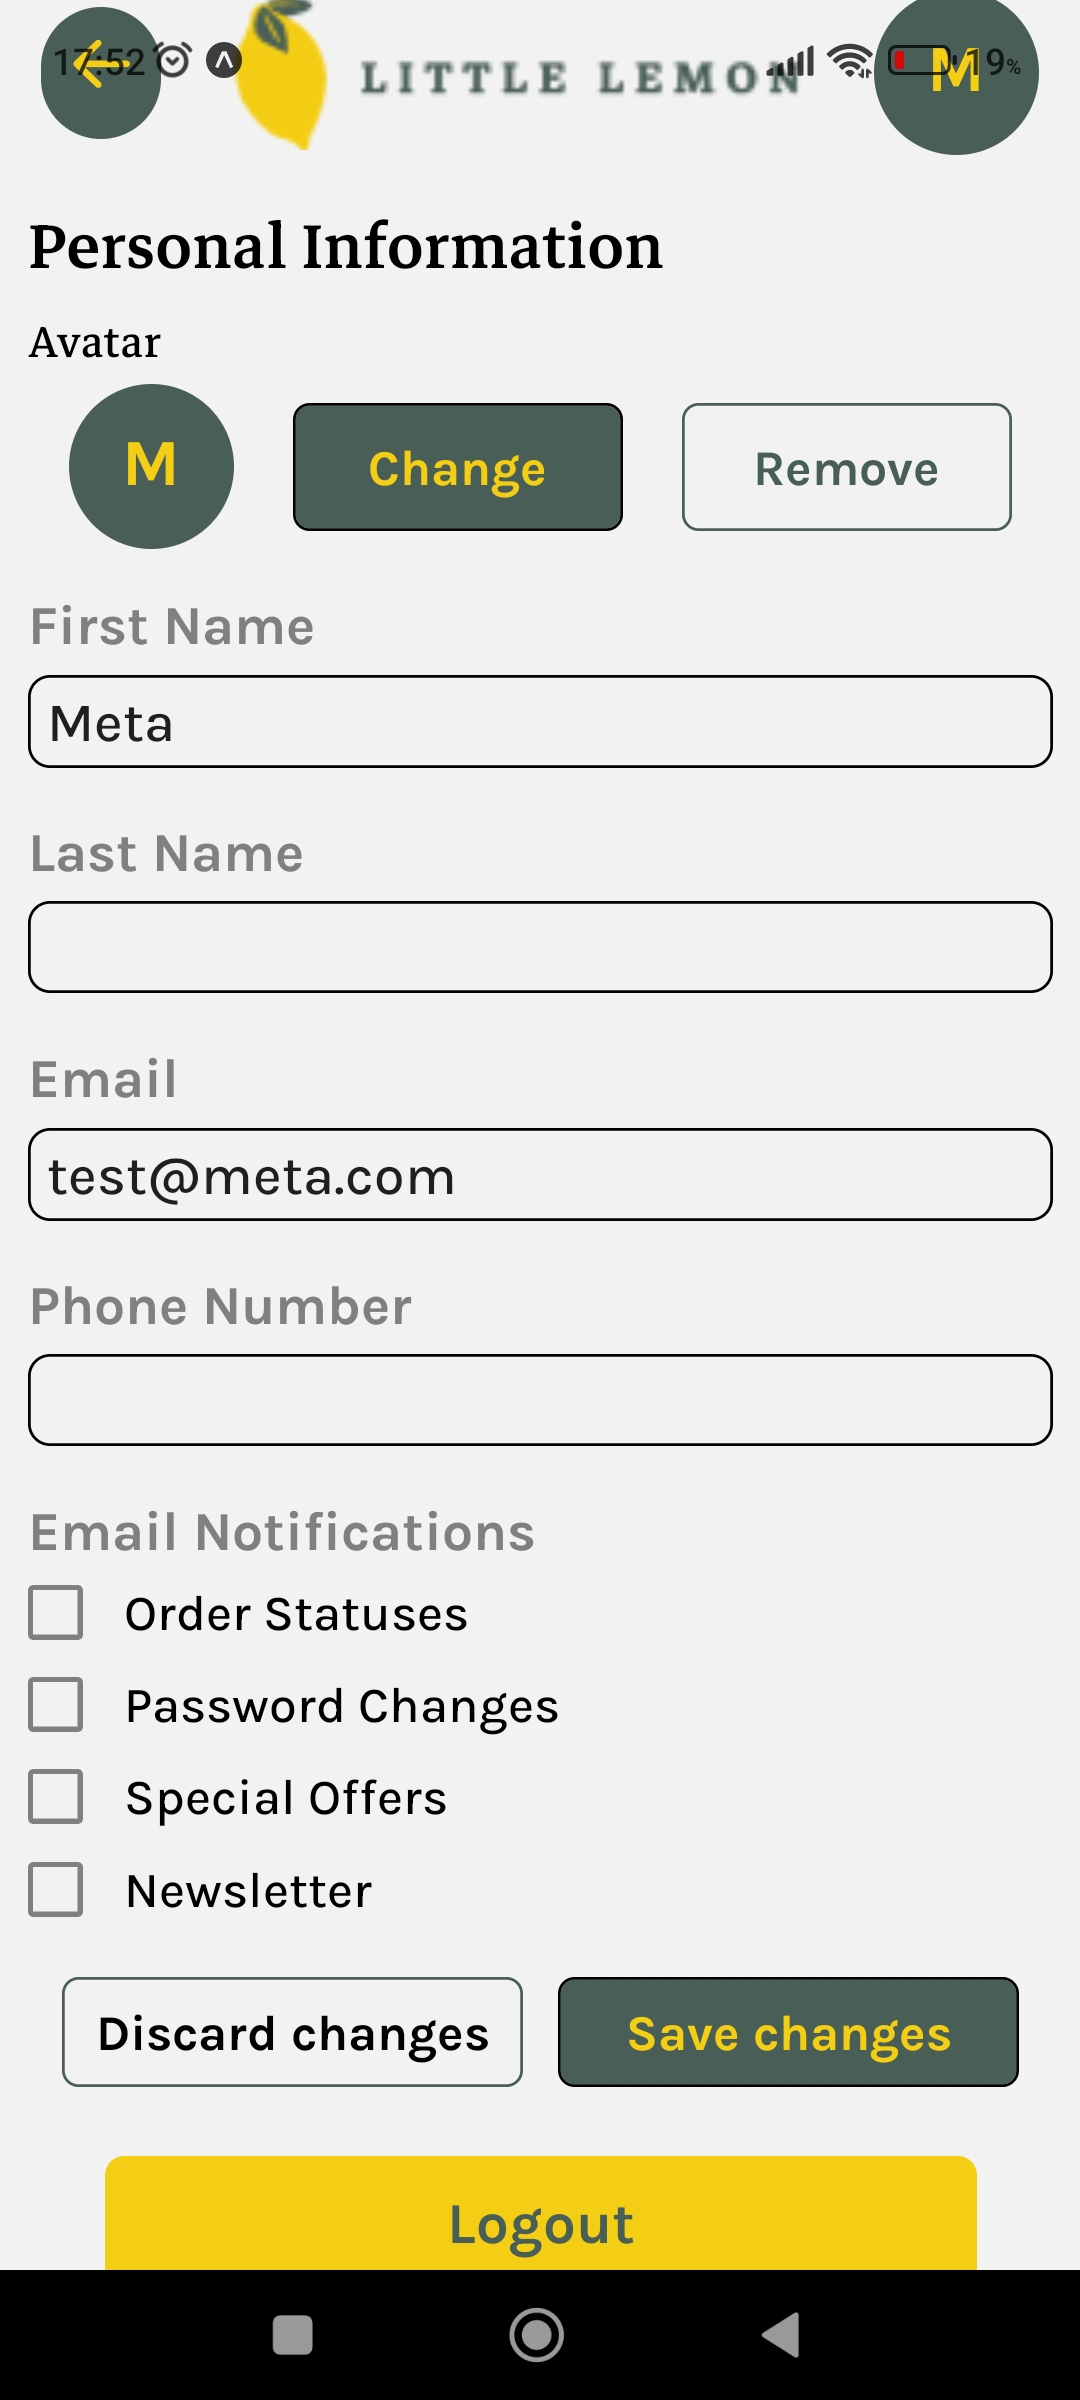 17:52 19%
LITTLE LEMON
M
Personal Information
Avatar
M Change Remove
First Name
Meta
Last Name
Email
test@meta.com
Phone Number
Email Notifications
Order Statuses
Password Changes
Special Offers
Newsletter
Discard changes Save changes
Logout